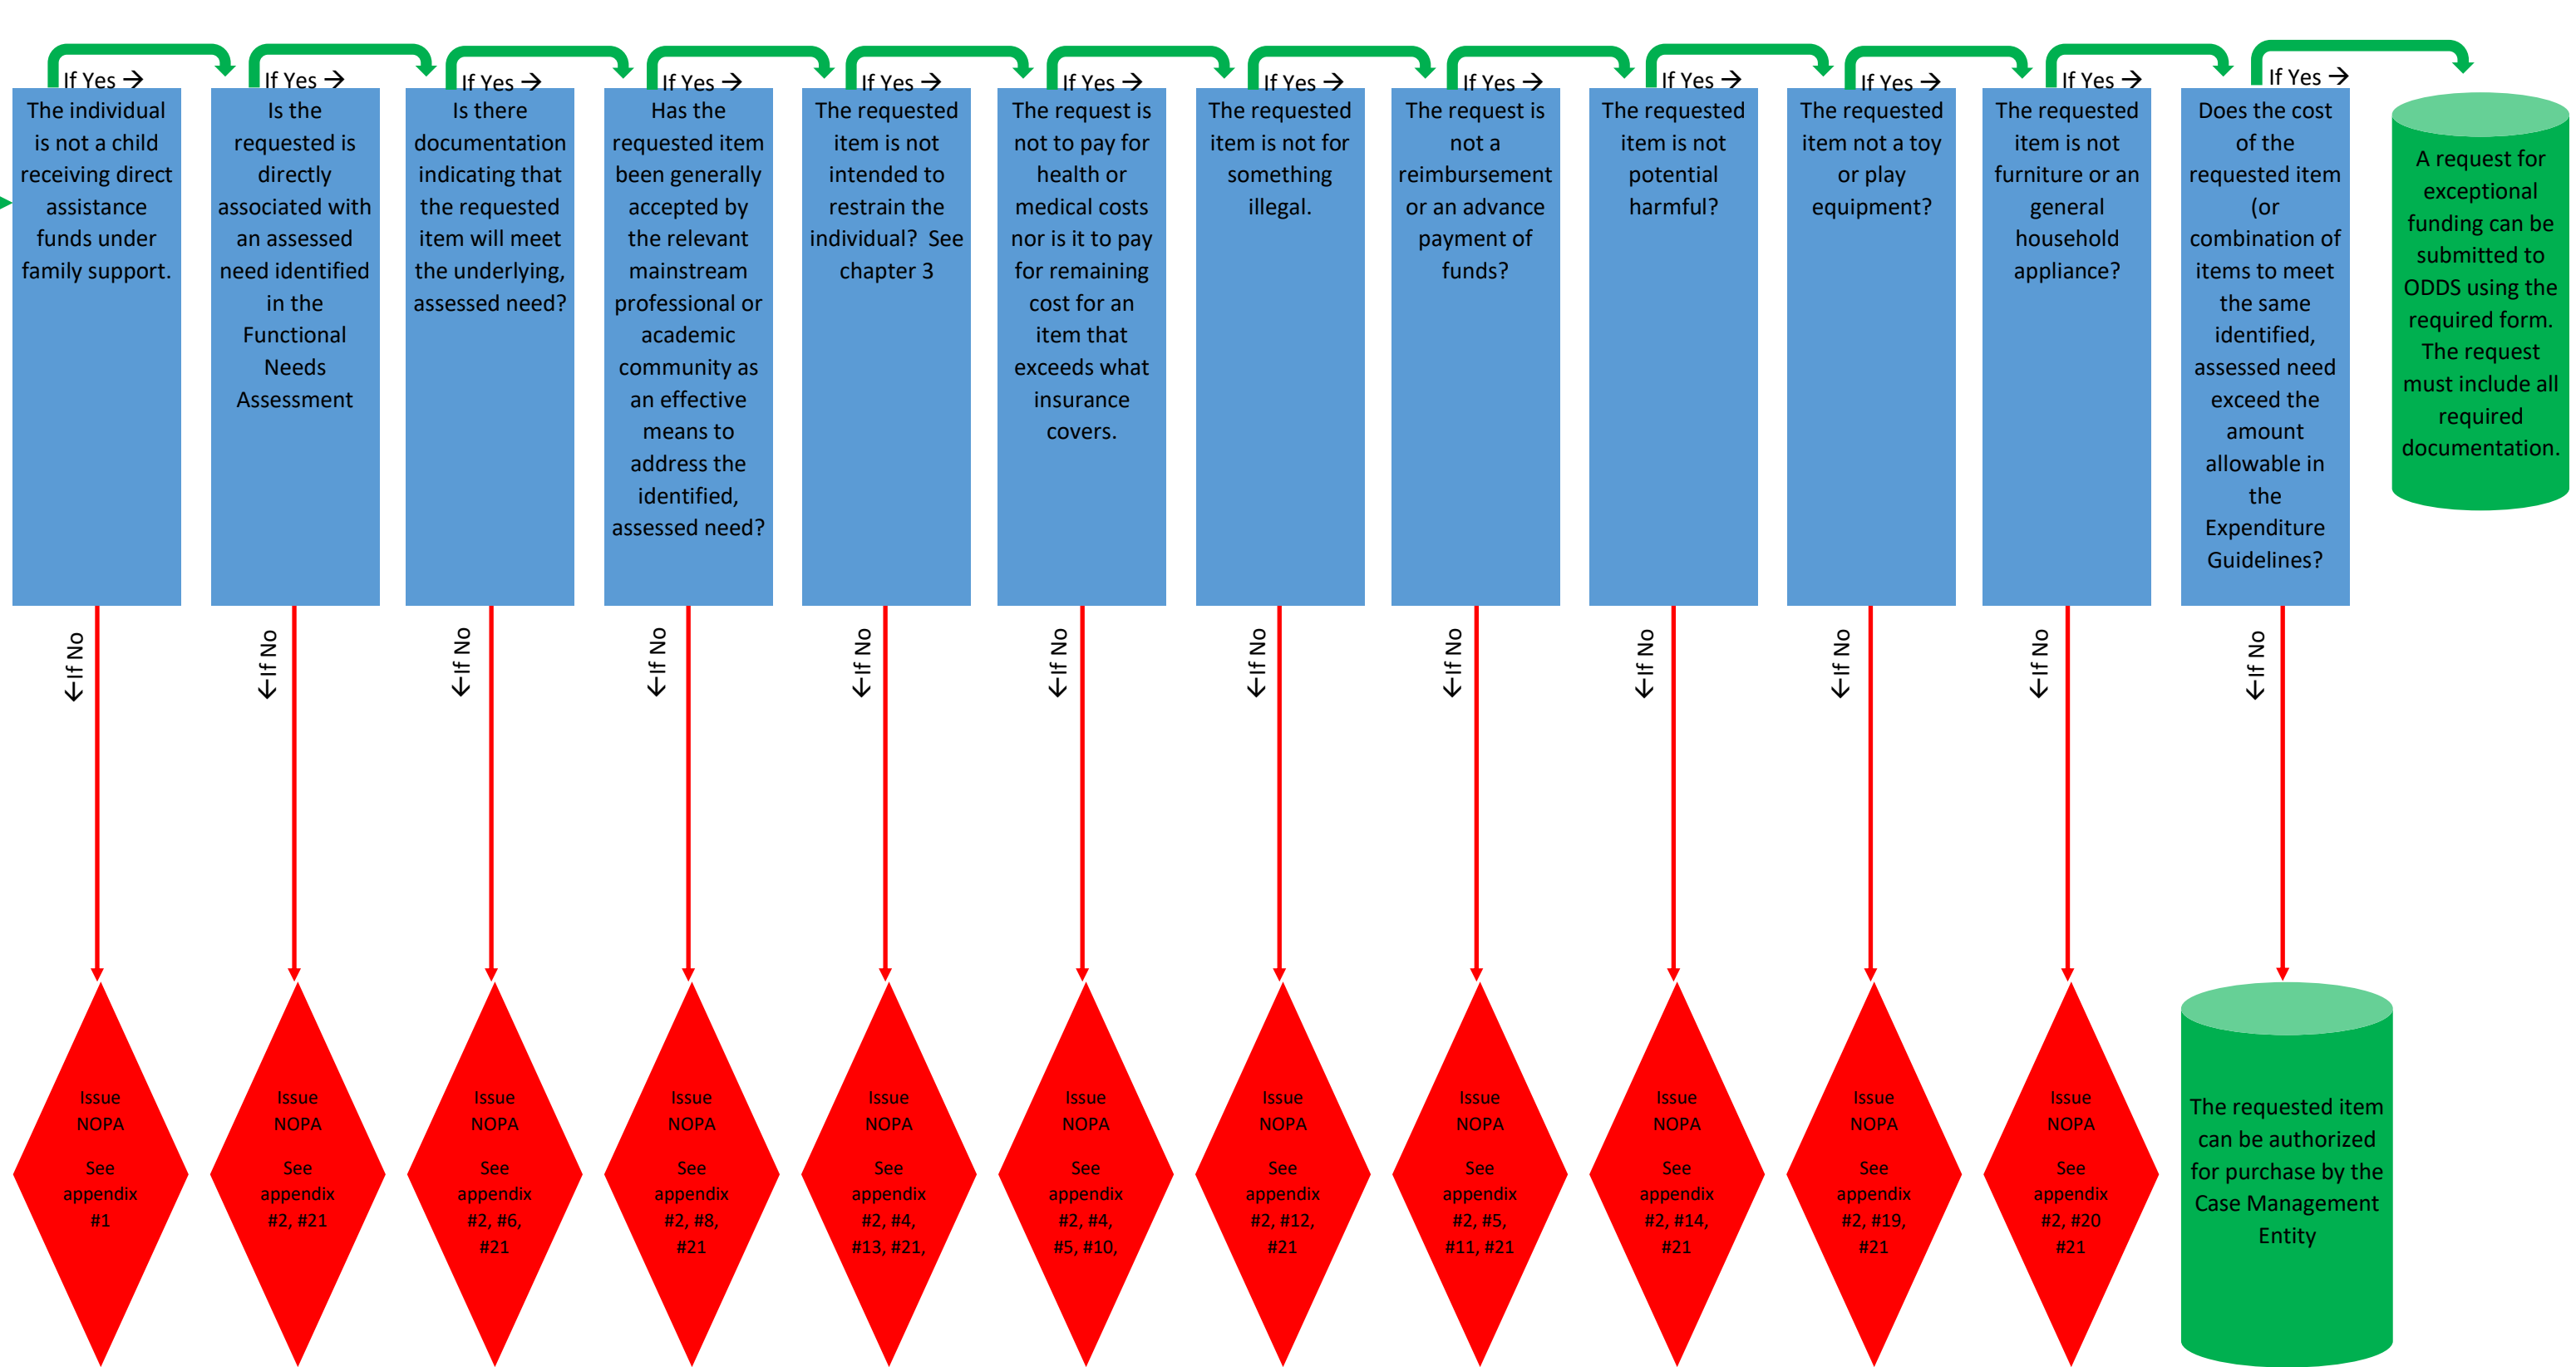 If Yes →
The individual
is not a child
receiving direct
assistance
funds under
family support.
If Yes →
Is the
requested is
directly
associated with
an assessed
need identified
in the
Functional
Needs
Assessment
If Yes →
Is there
documentation
indicating that
the requested
item will meet
the underlying,
assessed need?
If Yes →
Has the
requested item
been generally
accepted by
the relevant
mainstream
professional or
academic
community as
an effective
means to
address the
identified,
assessed need?
If Yes →
The requested
item is not
intended to
restrain the
individual?  See
chapter 3
If Yes →
The request is
not to pay for
health or
medical costs
nor is it to pay
for remaining
cost for an
item that
exceeds what
insurance
covers.
If Yes →
The requested
item is not for
something
illegal.
If Yes →
The request is
not a
reimbursement
or an advance
payment of
funds?
If Yes →
The requested
item is not
potential
harmful?
If Yes →
The requested
item not a toy
or play
equipment?
If Yes →
The requested
item is not
furniture or an
general
household
appliance?
If Yes →
Does the cost
of the
requested item
(or
combination of
items to meet
the same
identified,
assessed need
exceed the
amount
allowable in
the
Expenditure
Guidelines?
A request for
exceptional
funding can be
submitted to
ODDS using the
required form.
The request
must include all
required
documentation.
←If No
←If No
←If No
←If No
←If No
←If No
←If No
←If No
←If No
←If No
←If No
←If No
Issue
NOPA
See
appendix
#1
Issue
NOPA
See
appendix
#2, #21
Issue
NOPA
See
appendix
#2, #6,
#21
Issue
NOPA
See
appendix
#2, #8,
#21
Issue
NOPA
See
appendix
#2, #4,
#13, #21,
Issue
NOPA
See
appendix
#2, #4,
#5, #10,
Issue
NOPA
See
appendix
#2, #12,
#21
Issue
NOPA
See
appendix
#2, #5,
#11, #21
Issue
NOPA
See
appendix
#2, #14,
#21
Issue
NOPA
See
appendix
#2, #19,
#21
Issue
NOPA
See
appendix
#2, #20
#21
The requested item
can be authorized
for purchase by the
Case Management
Entity